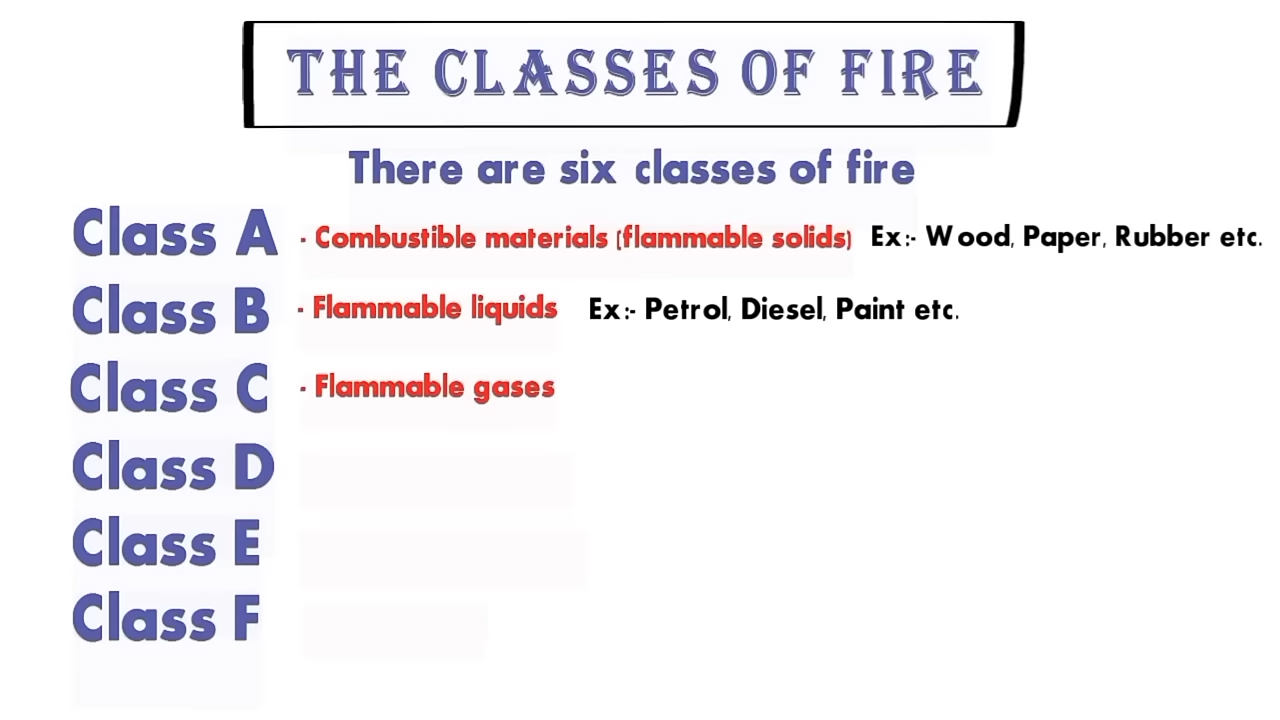 THE CLASSES OF FIRE
There are six classes of fire
Class A - Combustible materials (flammable solids) Ex:- Wood, Paper, Rubber etc.
Class B - Flammable liquids Ex:- Petrol, Diesel, Paint etc.
Class C - Flammable gases
Class D
Class E
Class F